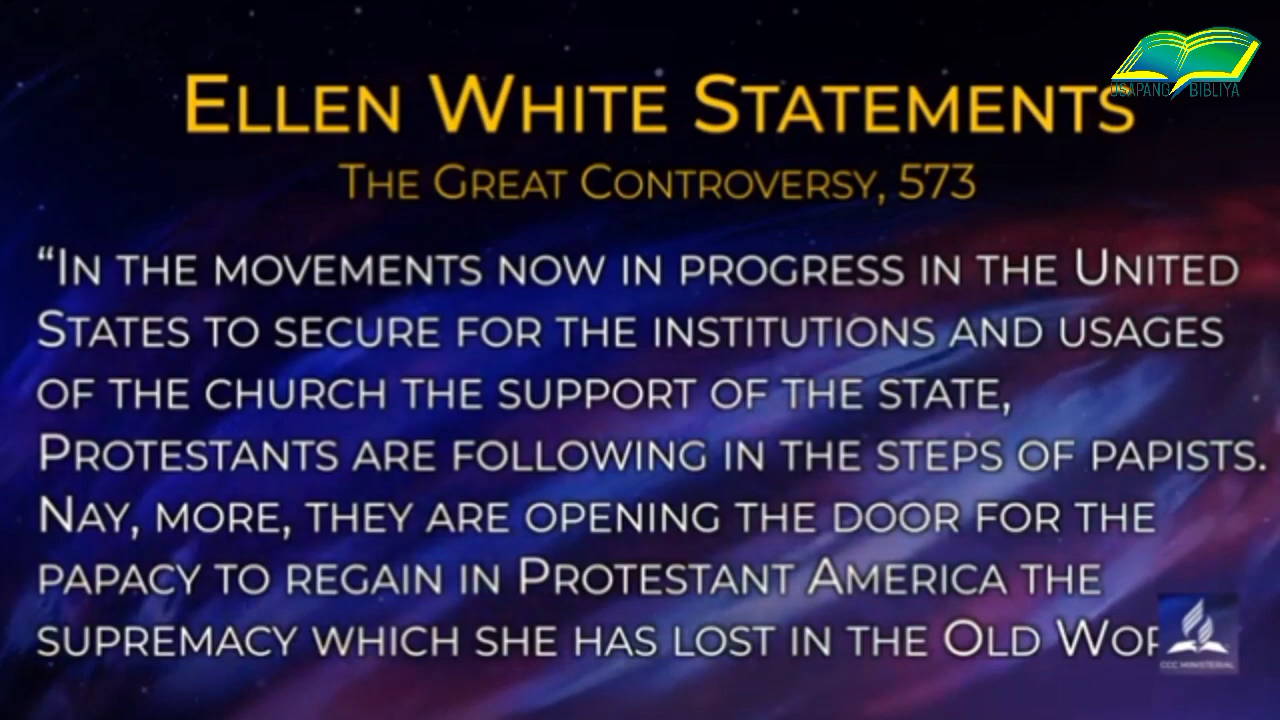 USAPANG BIBLIYA
ELLEN WHITE STATEMENTS
THE GREAT CONTROVERSY, 573
“IN THE MOVEMENTS NOW IN PROGRESS IN THE UNITED
STATES TO SECURE FOR THE INSTITUTIONS AND USAGES
OF THE CHURCH THE SUPPORT OF THE STATE,
PROTESTANTS ARE FOLLOWING IN THE STEPS OF PAPISTS.
NAY, MORE, THEY ARE OPENING THE DOOR FOR THE
PAPACY TO REGAIN IN PROTESTANT AMERICA THE
SUPREMACY WHICH SHE HAS LOST IN THE OLD
CCC MINISTERIAL